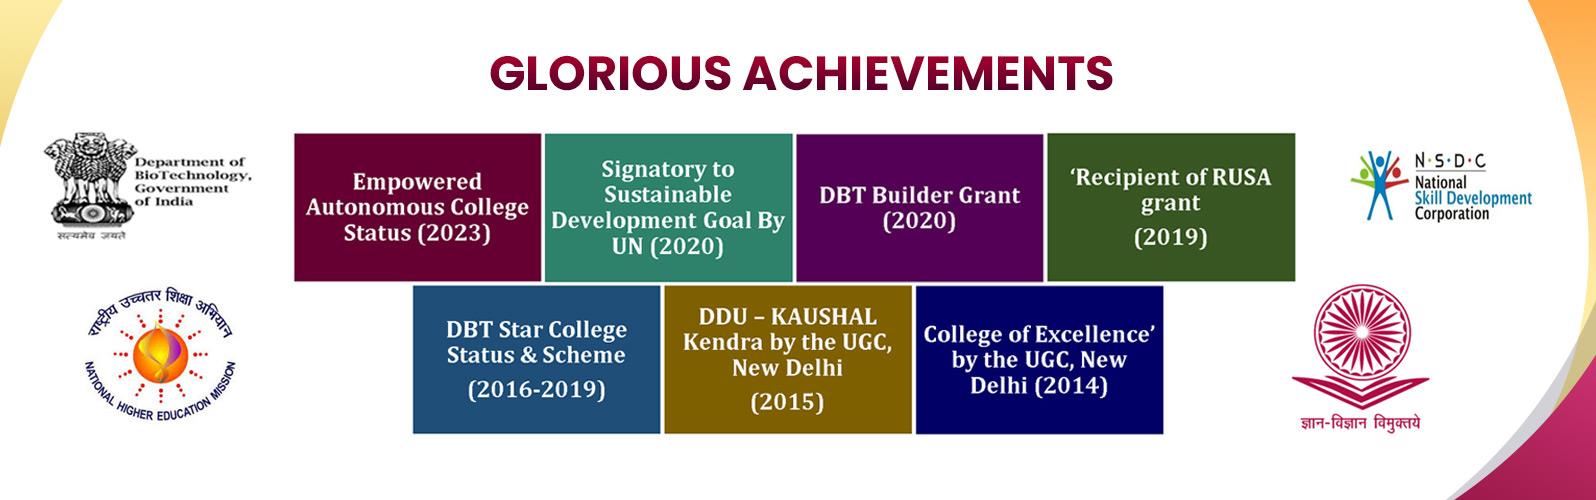 GLORIOUS ACHIEVEMENTS
Department of
BioTechnology,
Government
of India
सत्यमेव जयते
Empowered
Autonomous College
Status (2023)
Signatory to
Sustainable
Development Goal By
UN (2020)
DBT Builder Grant
(2020)
‘Recipient of RUSA
grant
(2019)
N·S·D·C
National
Skill Development
Corporation
राष्ट्रीय उच्चतर शिक्षा अभियान
NATIONAL HIGHER EDUCATION MISSION
DBT Star College
Status & Scheme
(2016-2019)
DDU – KAUSHAL
Kendra by the UGC,
New Delhi
(2015)
College of Excellence’
by the UGC, New
Delhi (2014)
ज्ञान-विज्ञान विमुक्तये